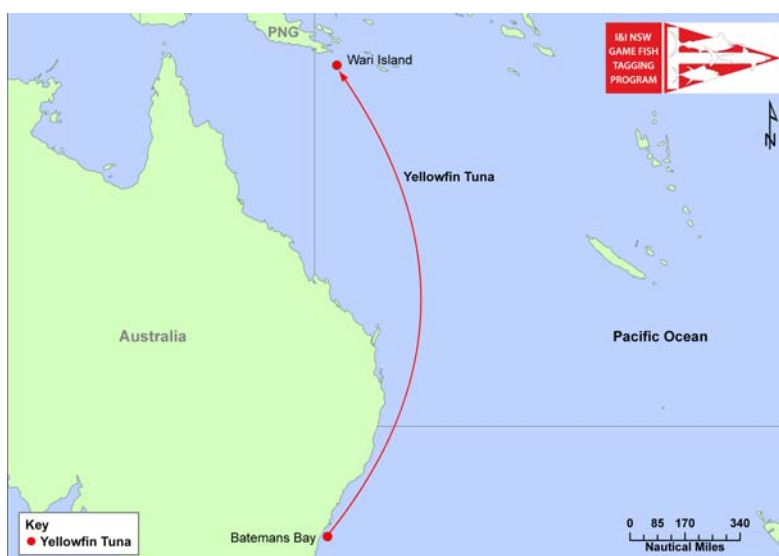 PNG
Wari Island
I&I NSW
GAME FISH
TAGGING
PROGRAM
N
Yellowfin Tuna
Australia
Pacific Ocean
Key
Yellowfin Tuna
Batemans Bay
0 85 170 340
Nautical Miles